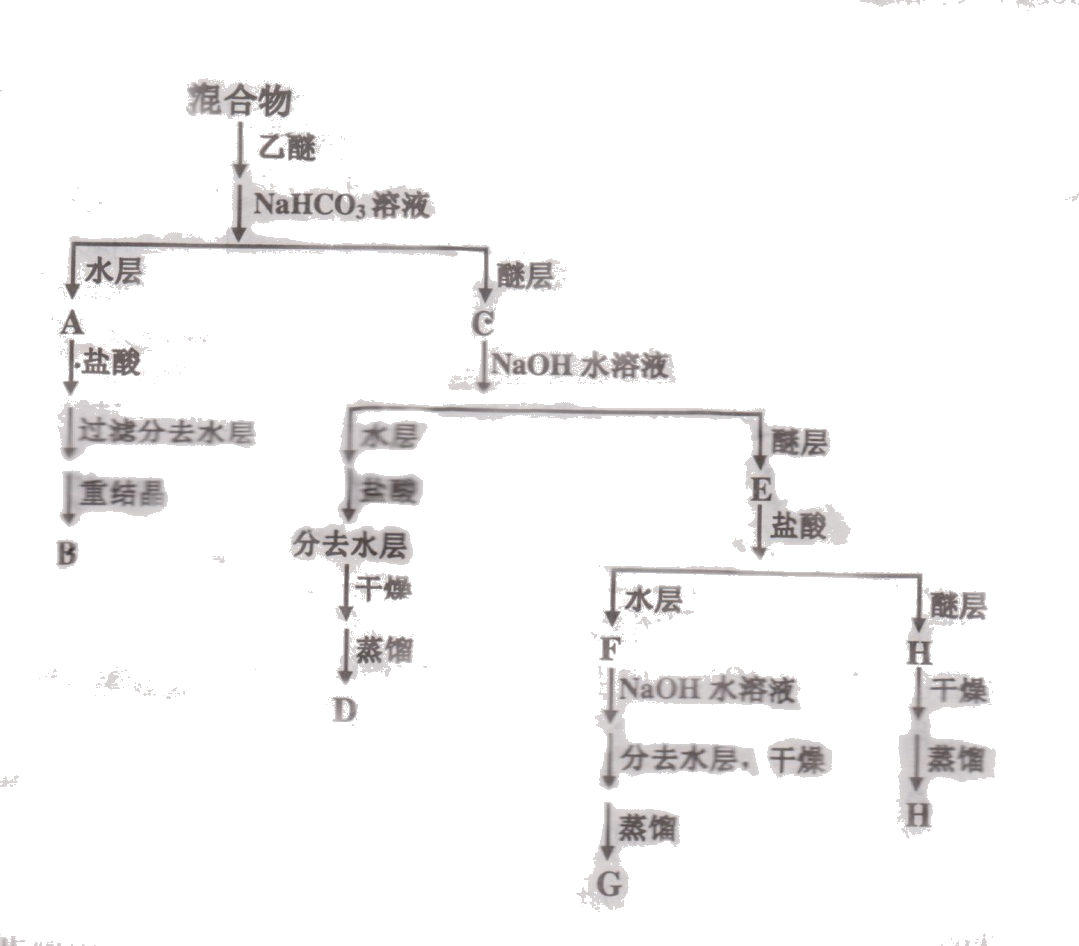 混合物
乙醚
NaHCO₃溶液
水层
醚层
A
C
盐酸
NaOH 水溶液
过滤分去水层
水层
醚层
重结晶
盐酸
E
B
分去水层
盐酸
干燥
水层
醚层
蒸馏
F
H
D
NaOH 水溶液
干燥
分去水层，干燥
蒸馏
H
蒸馏
G